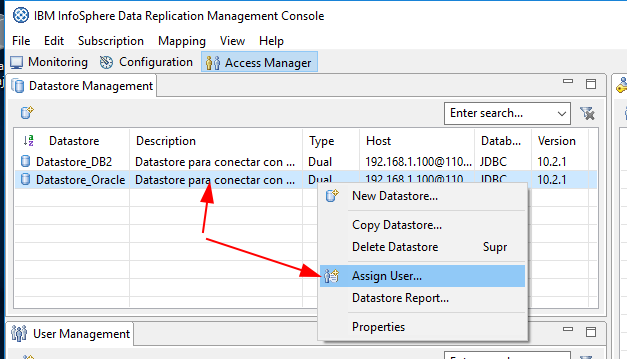 IBM InfoSphere Data Replication Management Console
File Edit Subscription Mapping View Help
Monitoring Configuration Access Manager
Datastore Management
Enter search...
Datastore Description Type Host Datab... Version
Datastore_DB2 Datastore para conectar con ... Dual 192.168.1.100@110... JDBC 10.2.1
Datastore_Oracle Datastore para conectar con ... Dual 192.168.1.100@110... JDBC 10.2.1
New Datastore...
Copy Datastore...
Delete Datastore Supr
Assign User...
Datastore Report...
Properties
User Management